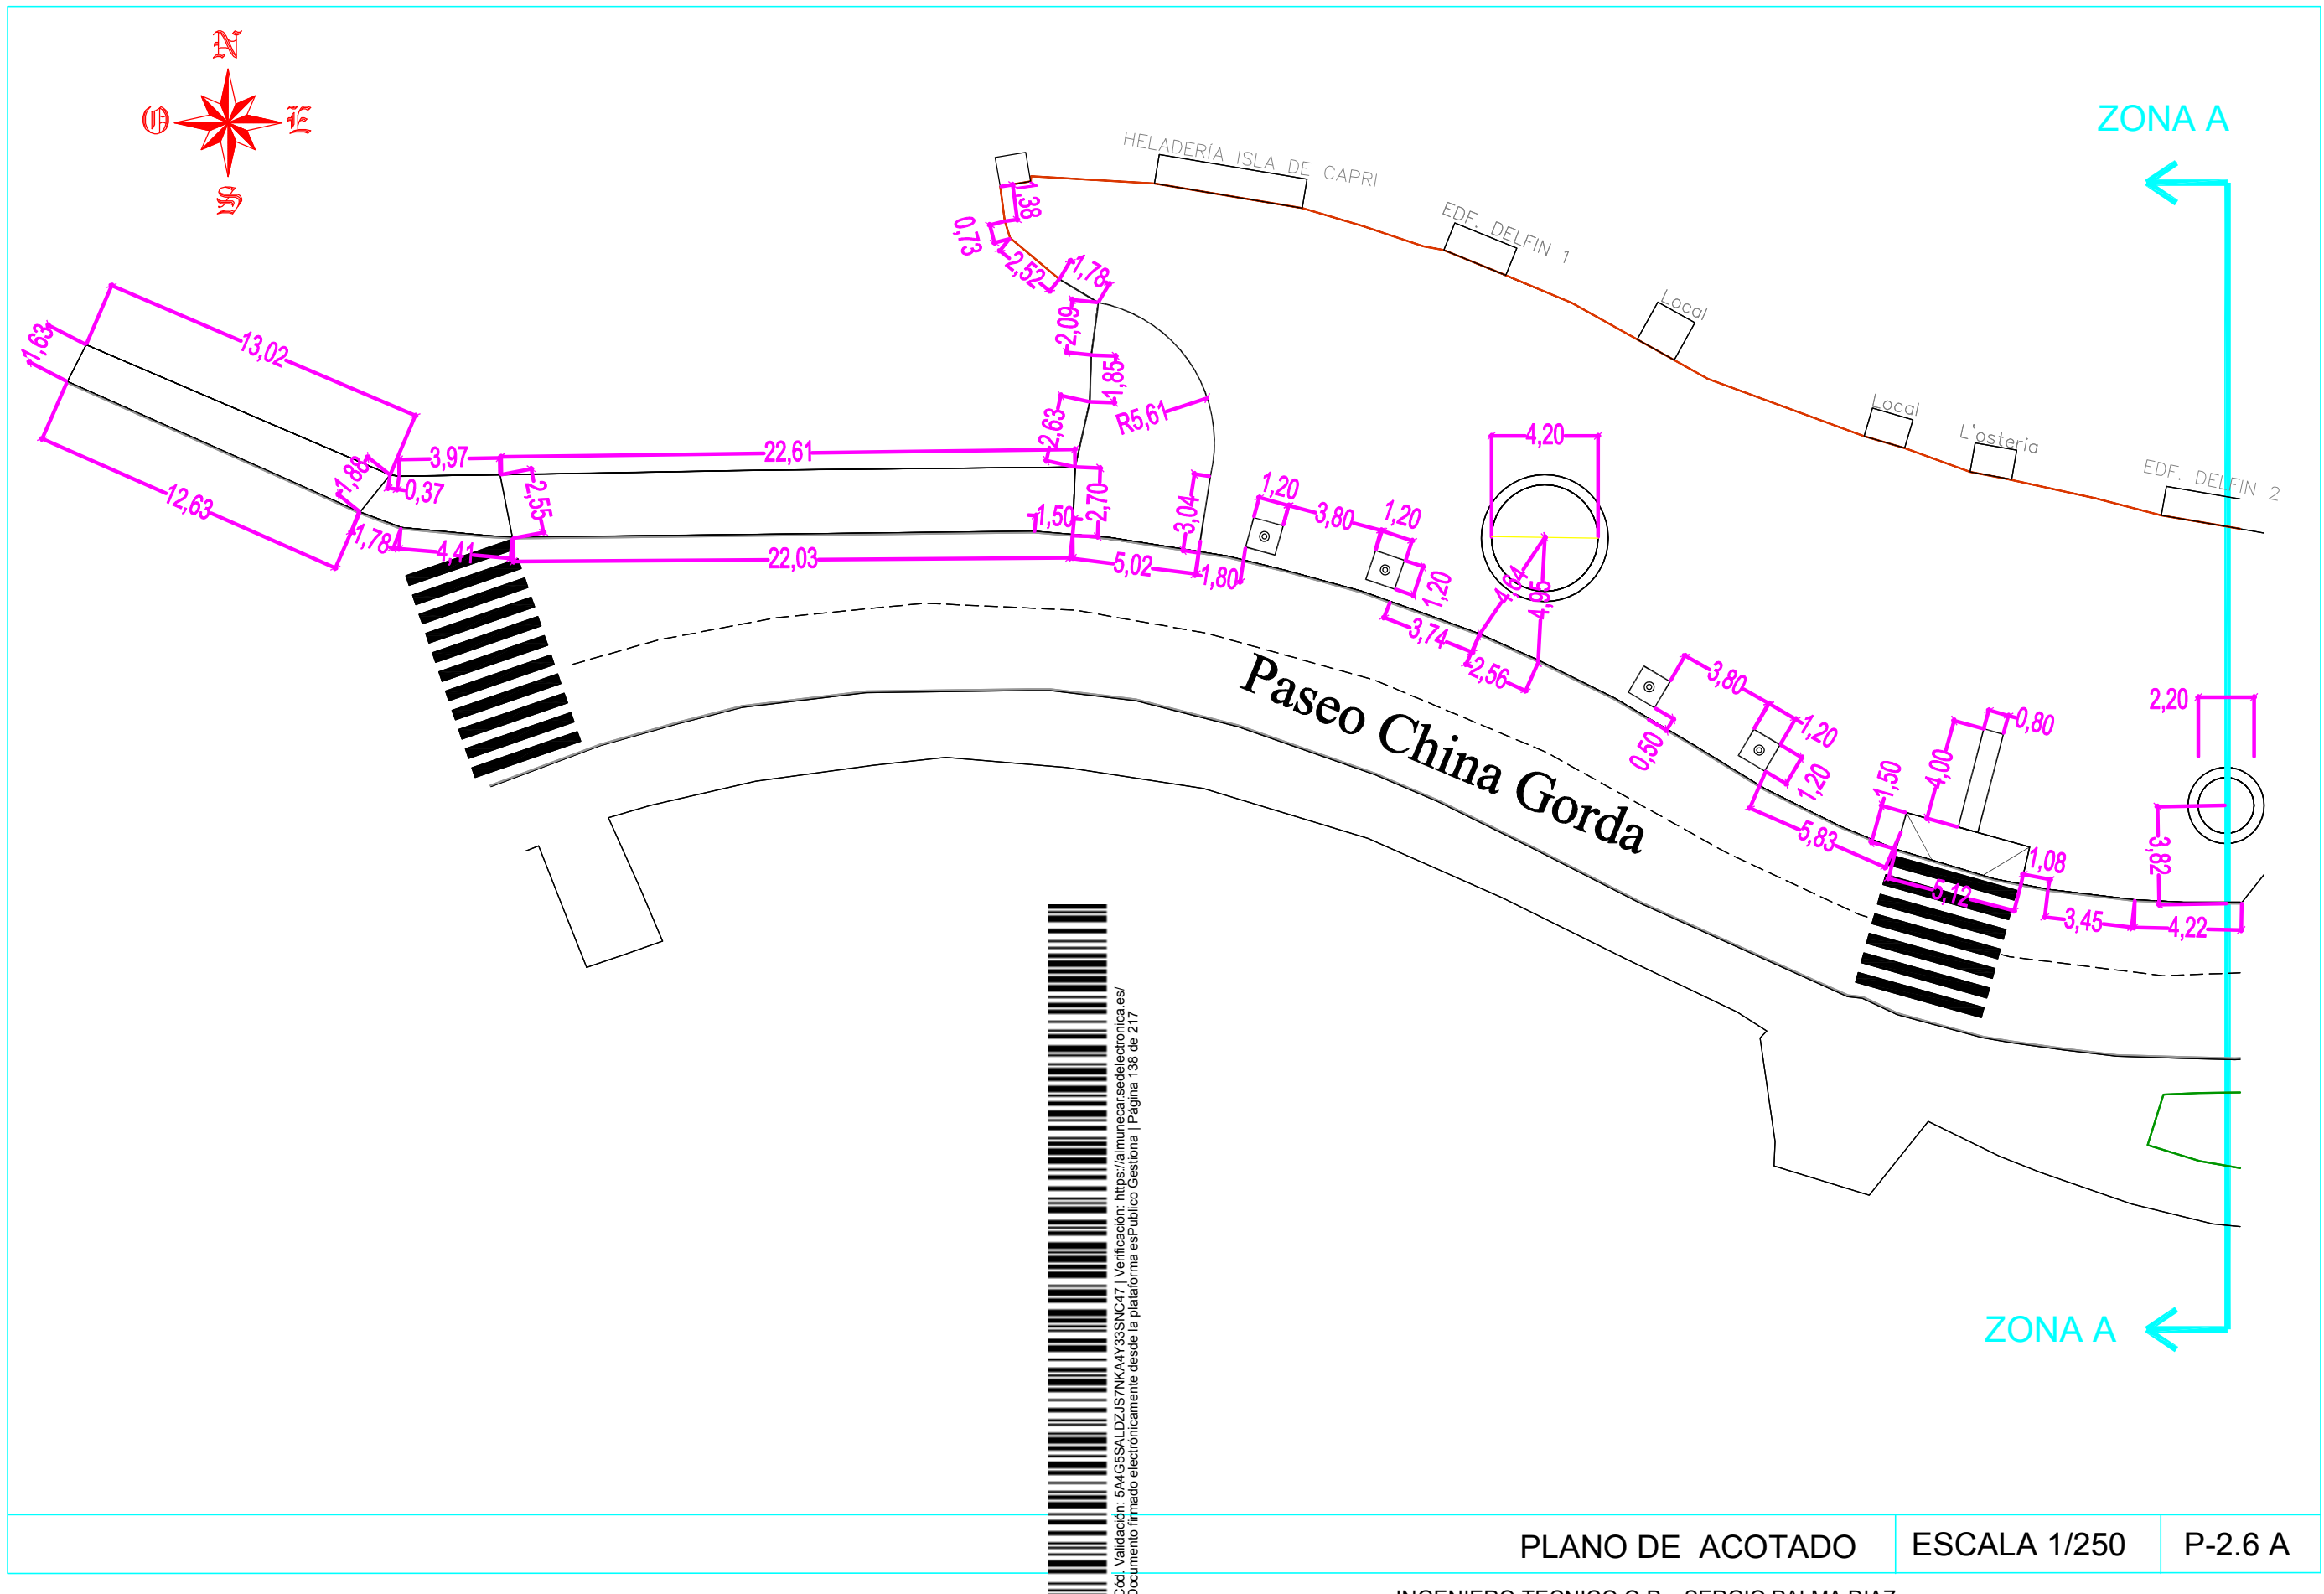 N
O
E
S
ZONA A
HELADERÍA ISLA DE CAPRI
EDF. DELFIN 1
Local
Local
L'osteria
EDF. DELFIN 2
1,38
0,73
2,52
1,78
2,09
1,85
2,63
R5,61
1,63
13,02
12,63
1,88
3,97
0,37
22,61
2,55
1,50
2,70
3,04
1,78
4,41
22,03
5,02
1,80
1,20
3,80
1,20
1,20
4,20
4,64
4,95
3,74
2,56
3,80
1,20
0,50
1,20
5,83
1,50
4,00
0,80
5,12
1,08
3,45
4,22
2,20
3,82
Paseo China Gorda
ZONA A
Cód. Validación: 5A4G5SALDZJS7NKA4Y33SNC47 | Verificación: https://almunecar.sedelectronica.es/
Documento firmado electrónicamente desde la plataforma esPublico Gestiona | Página 138 de 217
PLANO DE ACOTADO
ESCALA 1/250
P-2.6 A